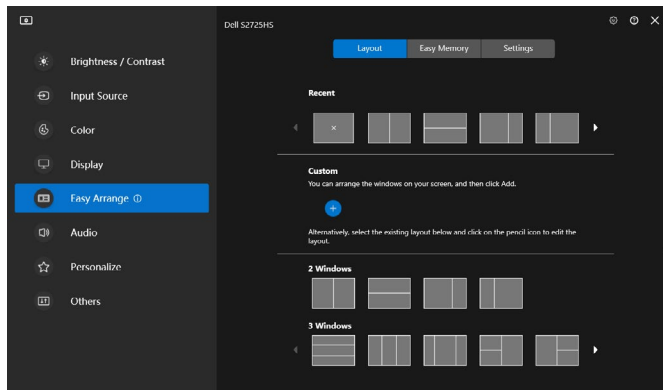 Dell S2725HS
Brightness / Contrast
Input Source
Color
Display
Easy Arrange
Audio
Personalize
Others
Layout
Easy Memory
Settings
Recent
Custom
You can arrange the windows on your screen, and then click Add.
Alternatively, select the existing layout below and click on the pencil icon to edit the
layout.
2 Windows
3 Windows